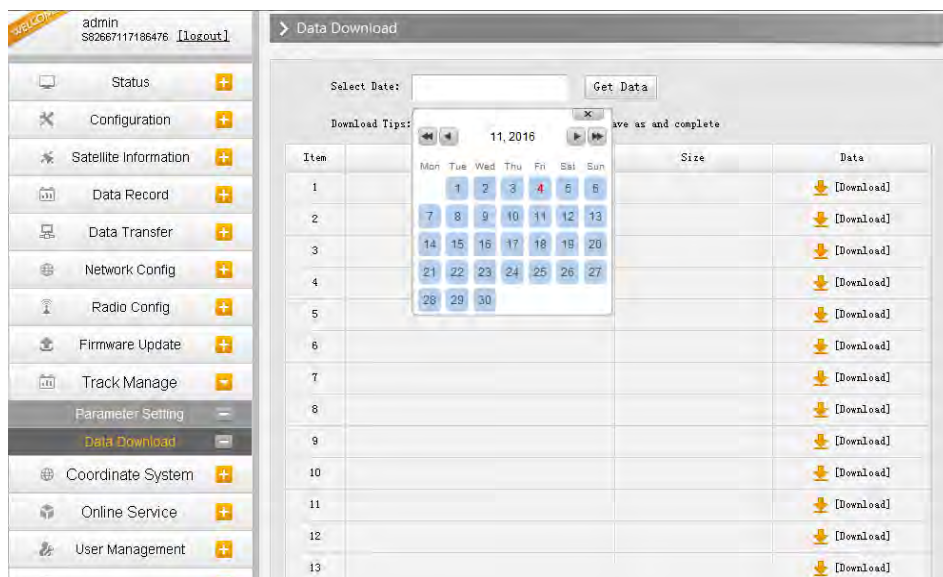 WELCOME
admin
S82667117186476 [logout]
Status
Configuration
Satellite Information
Data Record
Data Transfer
Network Config
Radio Config
Firmware Update
Track Manage
Parameter Setting
Data Download
Coordinate System
Online Service
User Management
Data Download
Select Date: Get Data
Download Tips: ave as and complete
11, 2016
Mon Tue Wed Thu Fri Sat Sun
1 2 3 4 5 6
7 8 9 10 11 12 13
14 15 16 17 18 19 20
21 22 23 24 25 26 27
28 29 30
Item Size Data
1 [Download]
2 [Download]
3 [Download]
4 [Download]
5 [Download]
6 [Download]
7 [Download]
8 [Download]
9 [Download]
10 [Download]
11 [Download]
12 [Download]
13 [Download]